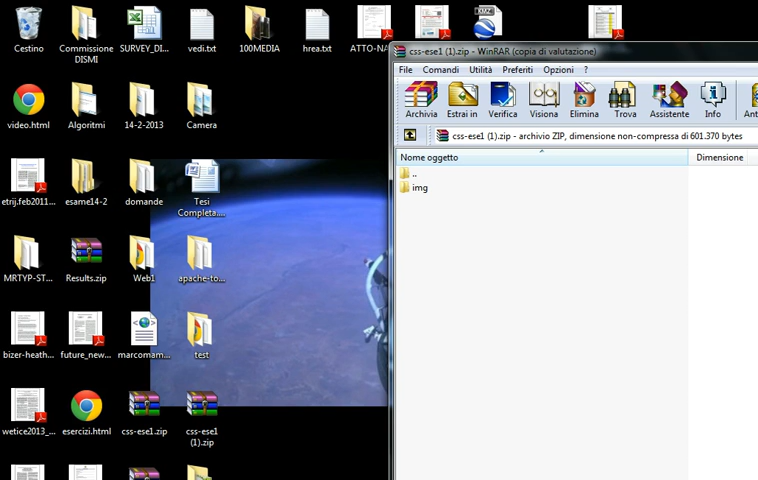 Cestino
Commissione
DISMI
SURVEY_DI...
vedi.txt
100MEDIA
hrea.txt
ATTO-NA
KMZ
css-ese1 (1).zip - WinRAR (copia di valutazione)
File Comandi Utilità Preferiti Opzioni ?
Archivia Estrai in Verifica Visiona Elimina Trova Assistente Info Ant
css-ese1 (1).zip - archivio ZIP, dimensione non-compressa di 601.370 bytes
Nome oggetto Dimensione
..
img
video.html
Algoritmi
14-2-2013
Camera
etrij.feb2011...
esame14-2
domande
Tesi
Completa....
MRTYP-ST...
Results.zip
Web1
apache-to...
bizer-heath...
future_new...
marcomam...
test
wetice2013_...
esercizi.html
css-ese1.zip
css-ese1
(1).zip